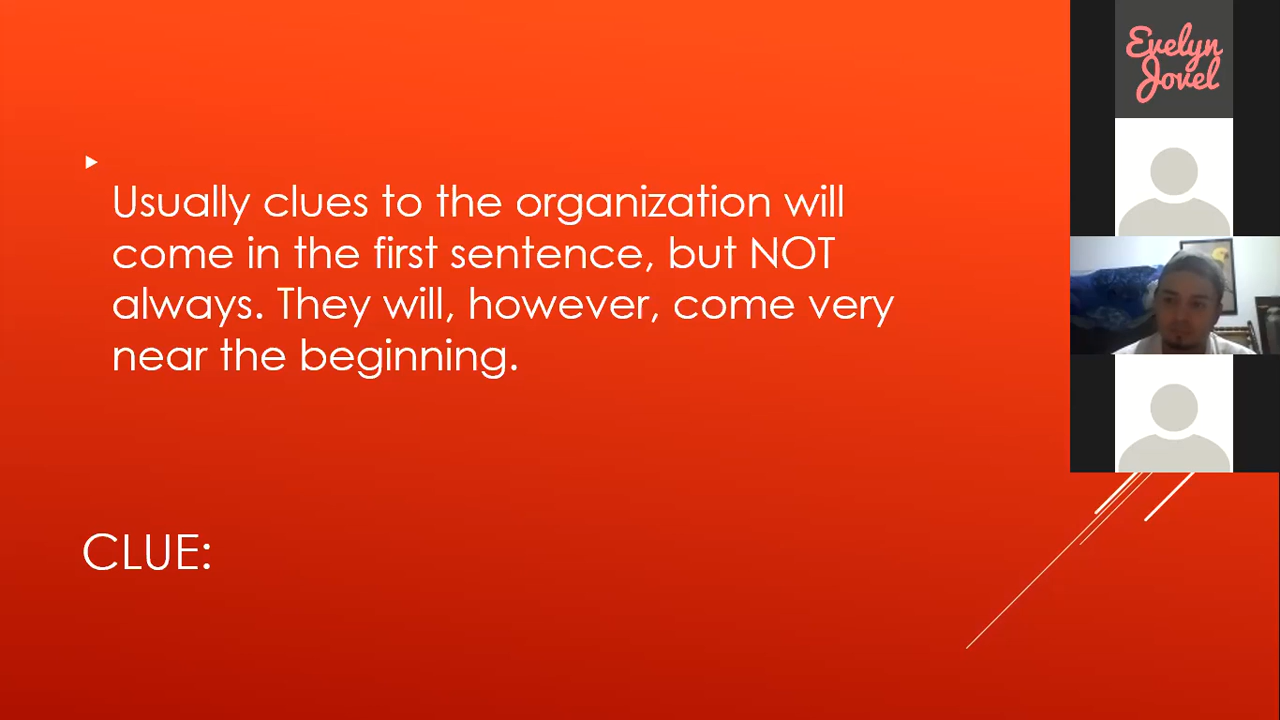 Usually clues to the organization will
come in the first sentence, but NOT
always. They will, however, come very
near the beginning.
CLUE:
Evelyn
Jovel